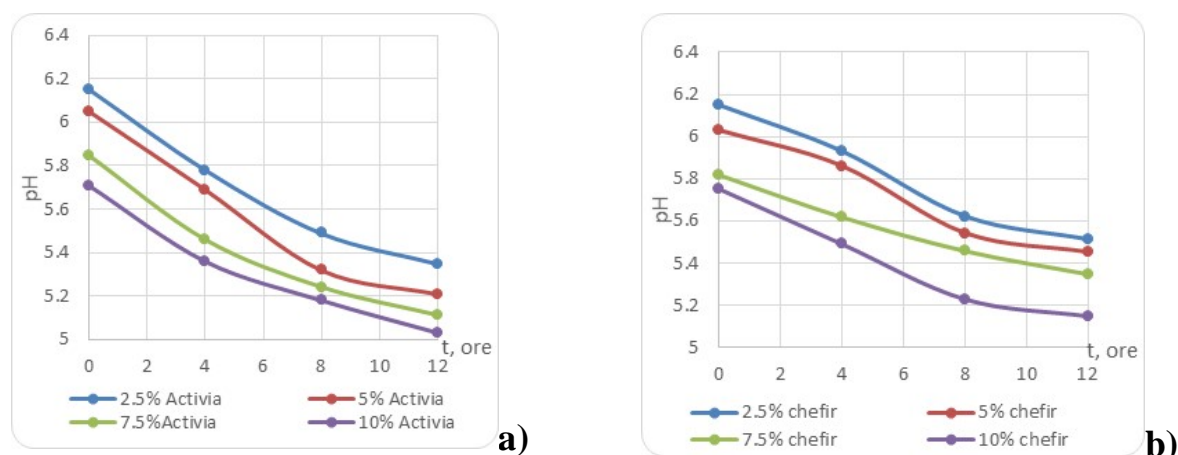 6.4
6.2
6
5.8
5.6
5.4
5.2
5
pH
0 2 4 6 8 10 12
t, ore
2.5% Activia 5% Activia
7.5%Activia 10% Activia
a)
6.4
6.2
6
5.8
5.6
5.4
5.2
5
pH
0 2 4 6 8 10 12
t, ore
2.5% chefir 5% chefir
7.5% chefir 10% chefir
b)